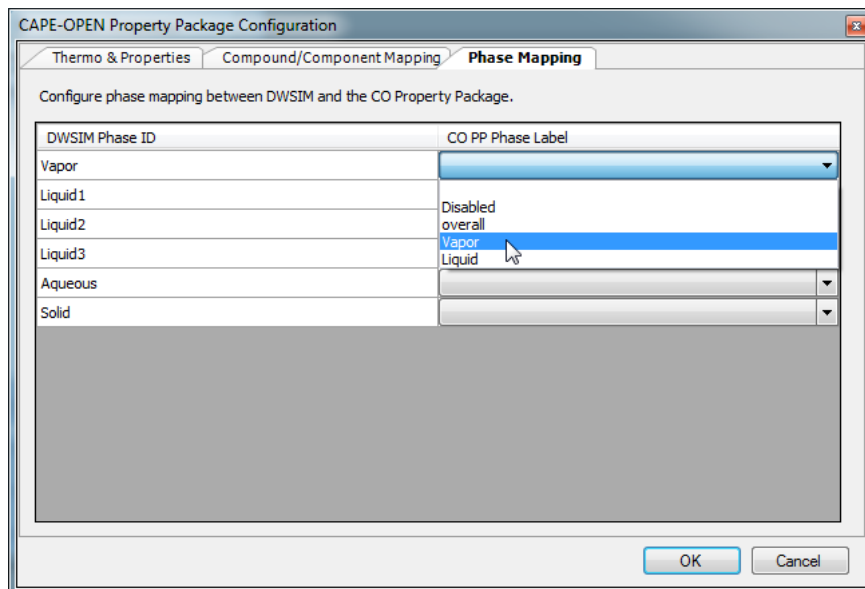 CAPE-OPEN Property Package Configuration
Thermo & Properties Compound/Component Mapping Phase Mapping
Configure phase mapping between DWSIM and the CO Property Package.
DWSIM Phase ID CO PP Phase Label
Vapor
Liquid1
Disabled
Liquid2 overall
Vapor
Liquid3 Liquid
Aqueous
Solid
OK Cancel